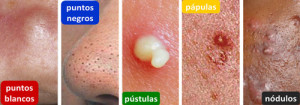 puntos
blancos
puntos
negros
pústulas
pápulas
nódulos